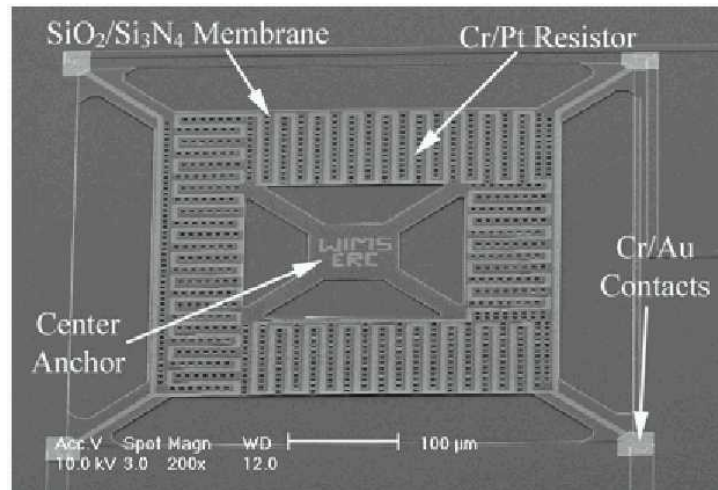 SiO₂/Si₃N₄ Membrane
Cr/Pt Resistor
WIMS
ERC
Cr/Au
Contacts
Center
Anchor
Acc.V Spot Magn WD 100 µm
10.0 kV 3.0 200x 12.0